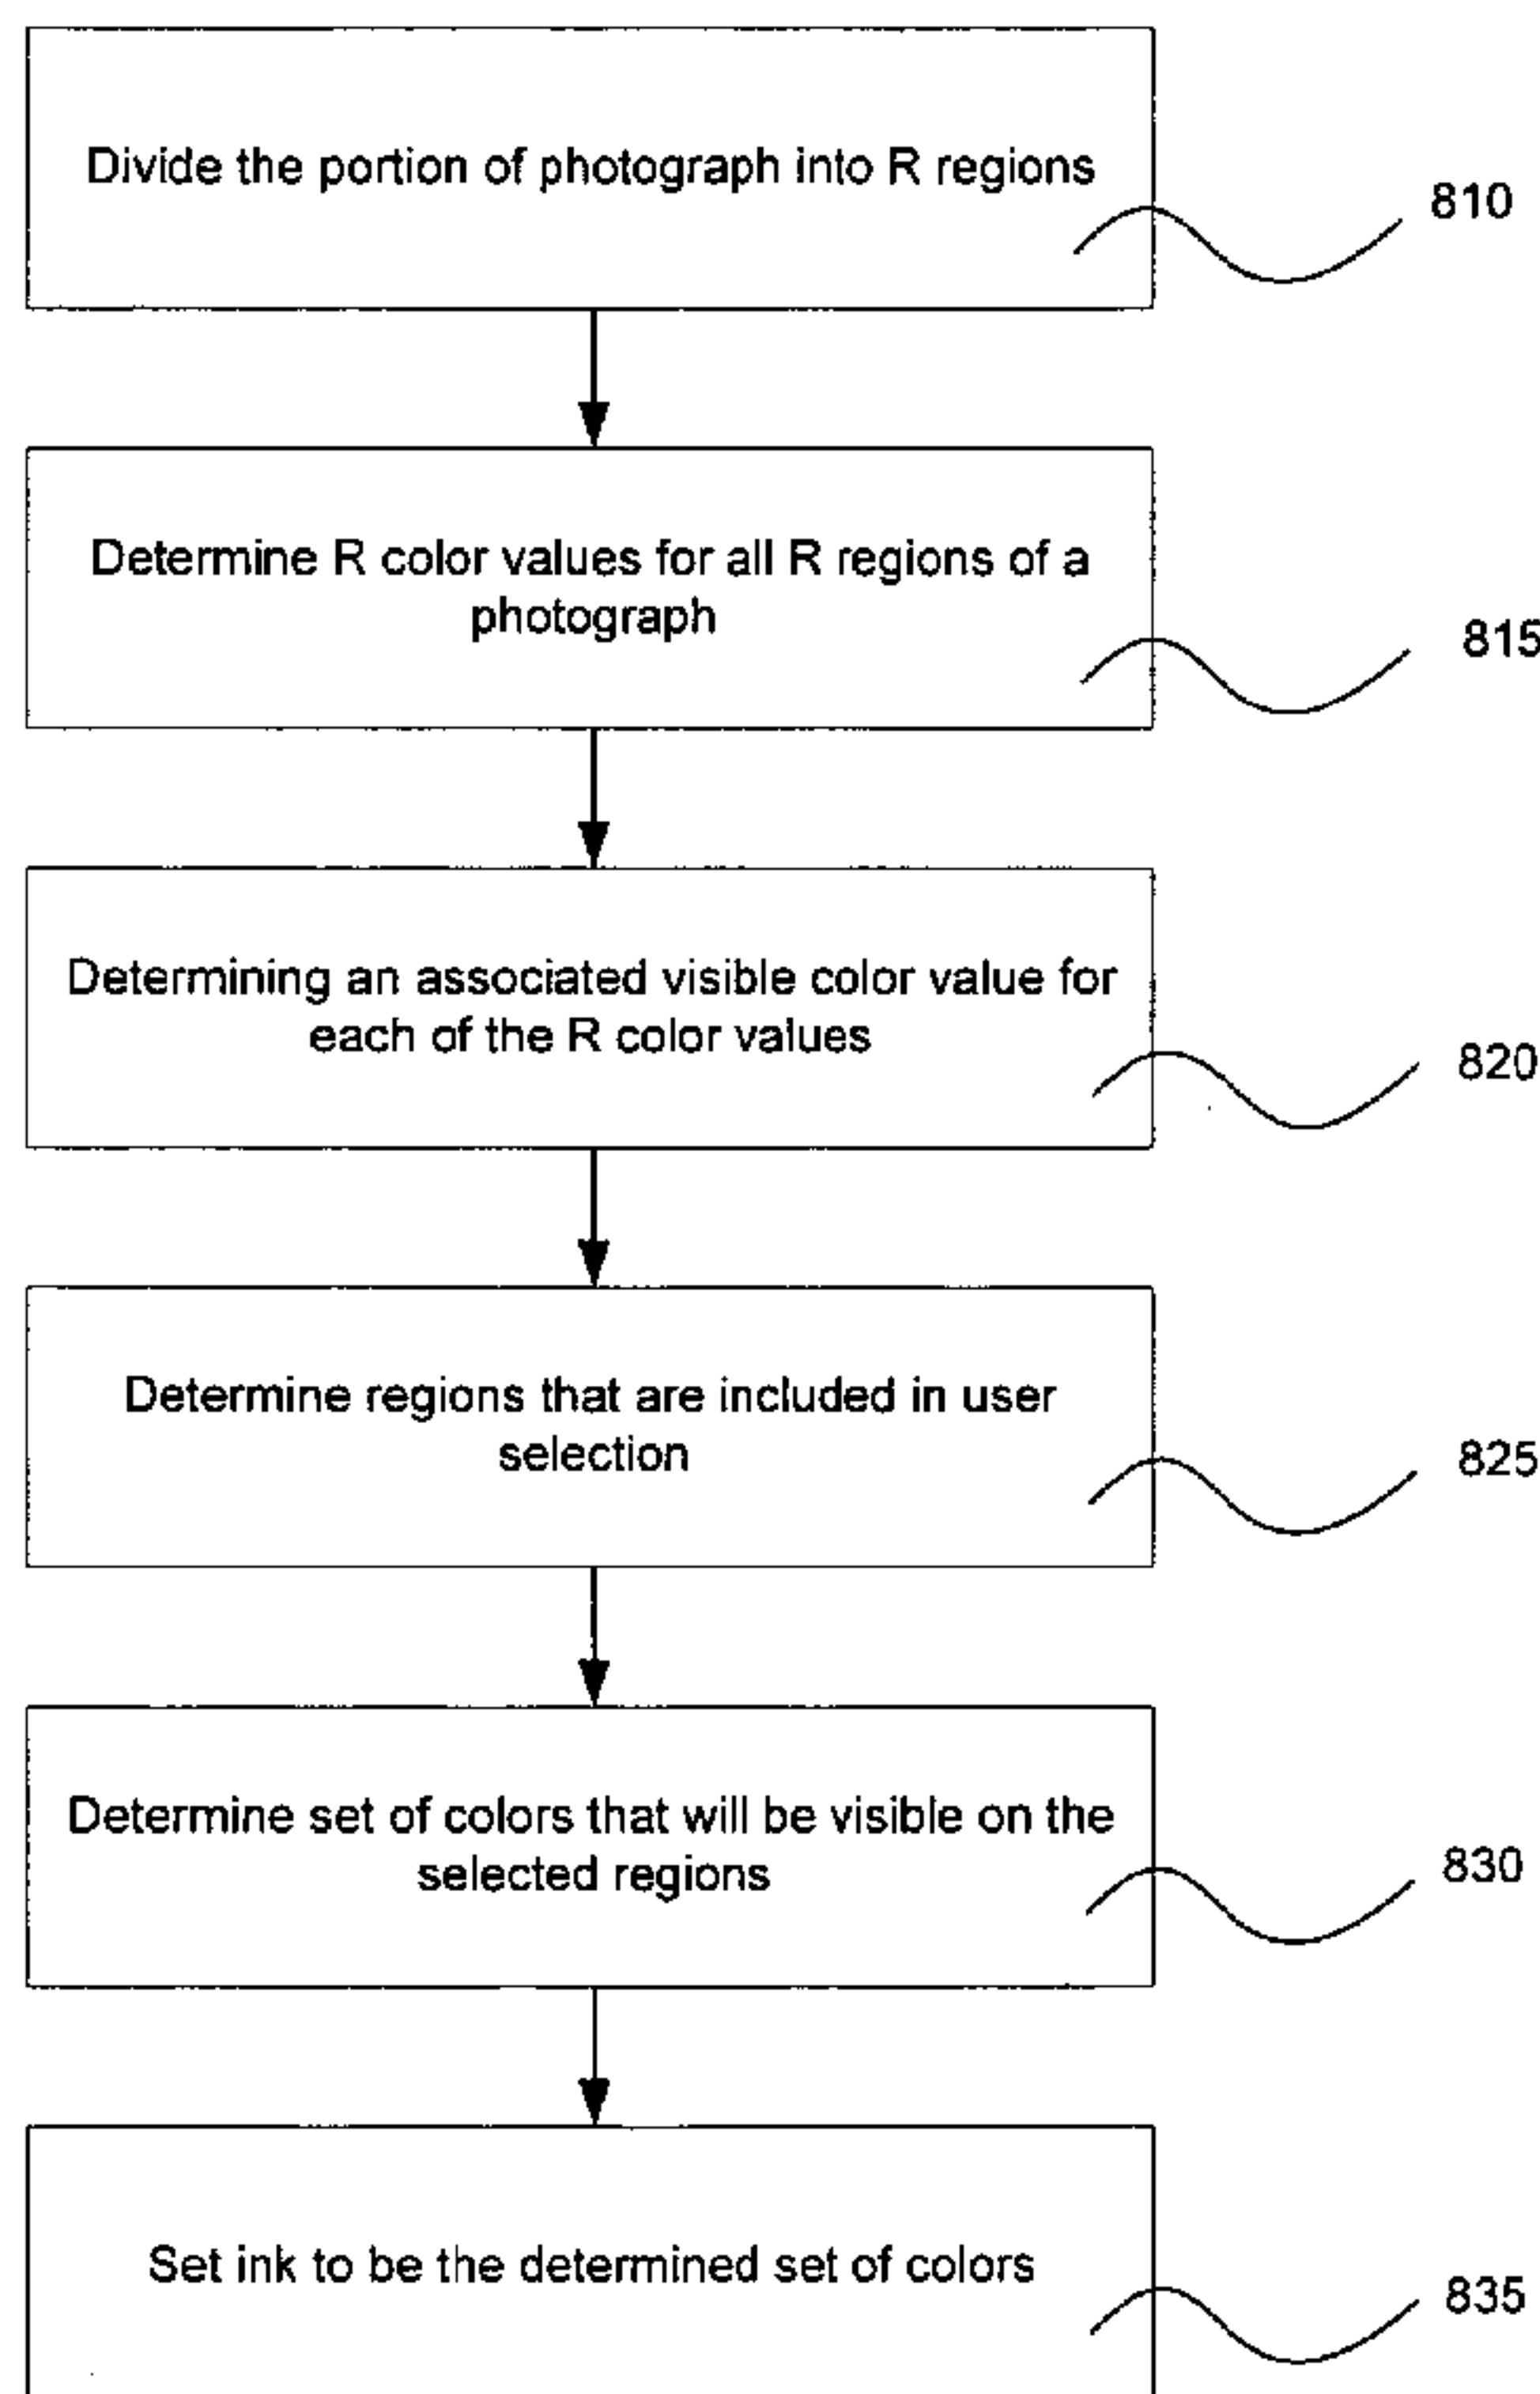 Divide the portion of photograph into R regions
810
Determine R color values for all R regions of a
photograph
815
Determining an associated visible color value for
each of the R color values
820
Determine regions that are included in user
selection
825
Determine set of colors that will be visible on the
selected regions
830
Set ink to be the determined set of colors
835